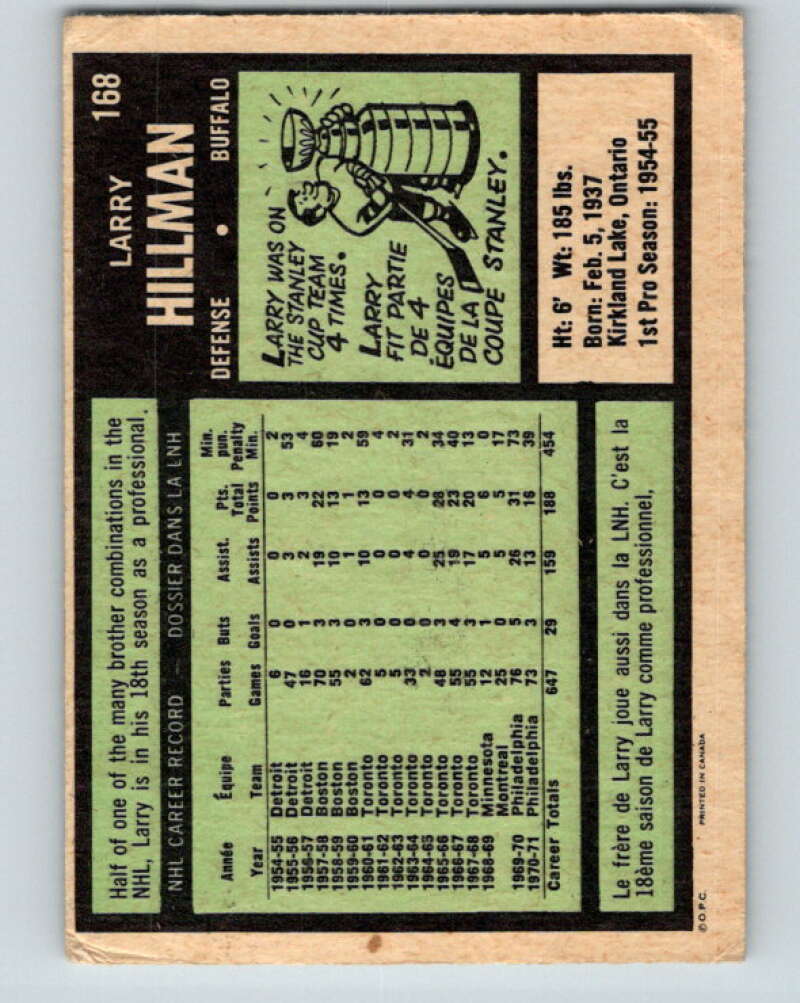 168
LARRY
HILLMAN
DEFENSE • BUFFALO
Half of one of the many brother combinations in the
NHL, Larry is in his 18th season as a professional.
NHL CAREER RECORD — DOSSIER DANS LA LNH
Année Équipe Parties Buts Assist. Pts. Total Min. pun.
Year Team Games Goals Assists Points Penalty Min.
1954-55 Detroit 6 0 0 0 2
1955-56 Detroit 47 0 3 3 53
1956-57 Detroit 16 1 2 3 4
1957-58 Boston 70 3 19 22 60
1958-59 Boston 55 3 10 13 19
1959-60 Boston 2 0 1 1 2
1960-61 Toronto 62 3 10 13 59
1961-62 Toronto 5 0 0 0 4
1962-63 Toronto 5 0 0 0 2
1963-64 Toronto 33 0 4 4 31
1964-65 Toronto 2 0 0 0 2
1965-66 Toronto 48 3 25 28 34
1966-67 Toronto 55 4 19 23 40
1967-68 Toronto 55 3 17 20 13
1968-69 Minnesota 12 1 5 6 0
Montreal 25 0 5 5 17
1969-70 Philadelphia 76 5 26 31 73
1970-71 Philadelphia 73 3 13 16 39
Career Totals 647 29 159 188 454
Le frère de Larry joue aussi dans la LNH. C'est la
18ème saison de Larry comme professionnel,
LARRY WAS ON
THE STANLEY
CUP TEAM
4 TIMES.
LARRY
FIT PARTIE
DE 4
ÉQUIPES
DE LA
COUPE STANLEY.
Ht: 6' Wt: 185 lbs.
Born: Feb. 5, 1937
Kirkland Lake, Ontario
1st Pro Season: 1954-55
© O.P.C. PRINTED IN CANADA